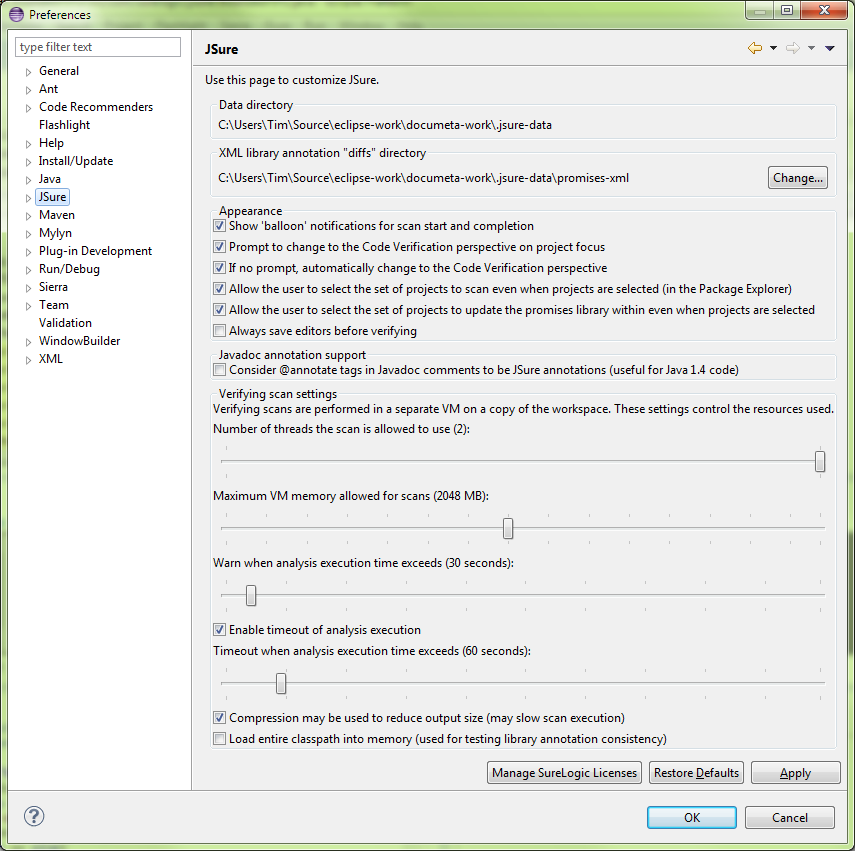 Preferences
type filter text
General
Ant
Code Recommenders
Flashlight
Help
Install/Update
Java
JSure
Maven
Mylyn
Plug-in Development
Run/Debug
Sierra
Team
Validation
WindowBuilder
XML
JSure
Use this page to customize JSure.
Data directory
C:\Users\Tim\Source\eclipse-work\documeta-work\.jsure-data
XML library annotation "diffs" directory
C:\Users\Tim\Source\eclipse-work\documeta-work\.jsure-data\promises-xml
Change...
Appearance
Show 'balloon' notifications for scan start and completion
Prompt to change to the Code Verification perspective on project focus
If no prompt, automatically change to the Code Verification perspective
Allow the user to select the set of projects to scan even when projects are selected (in the Package Explorer)
Allow the user to select the set of projects to update the promises library within even when projects are selected
Always save editors before verifying
Javadoc annotation support
Consider @annotate tags in Javadoc comments to be JSure annotations (useful for Java 1.4 code)
Verifying scan settings
Verifying scans are performed in a separate VM on a copy of the workspace. These settings control the resources used.
Number of threads the scan is allowed to use (2):
Maximum VM memory allowed for scans (2048 MB):
Warn when analysis execution time exceeds (30 seconds):
Enable timeout of analysis execution
Timeout when analysis execution time exceeds (60 seconds):
Compression may be used to reduce output size (may slow scan execution)
Load entire classpath into memory (used for testing library annotation consistency)
Manage SureLogic Licenses
Restore Defaults
Apply
?
OK
Cancel